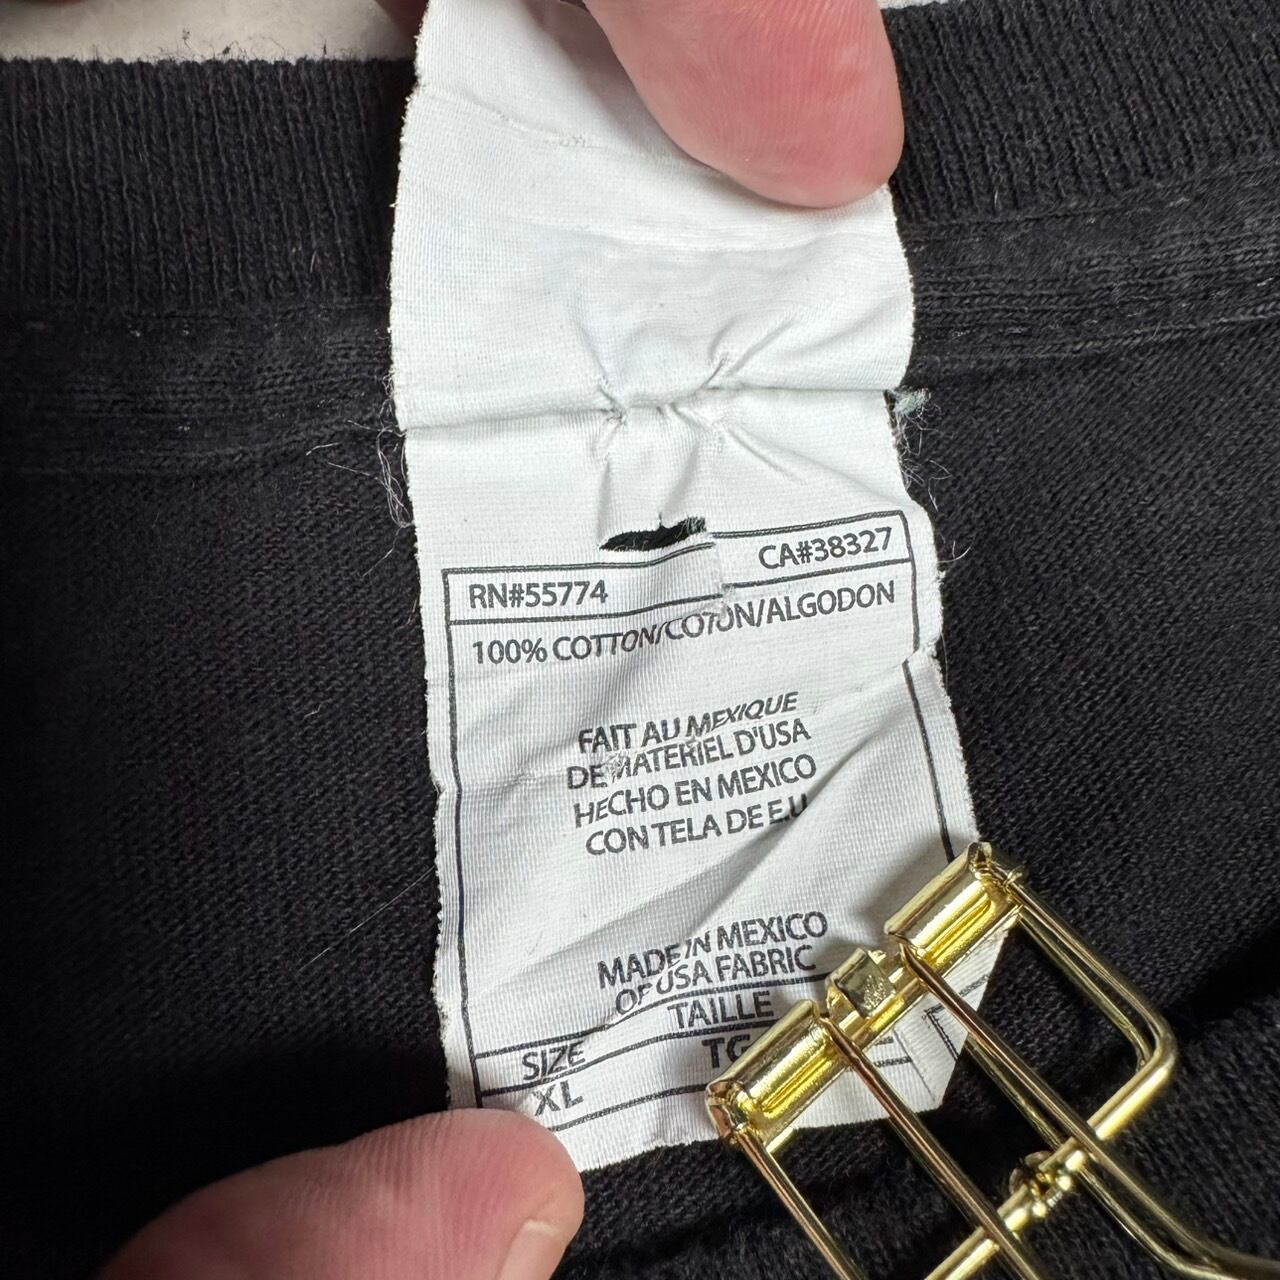 RN#55774 CA#38327
100% COTTON/COTON/ALGODON
FAIT AU MEXIQUE
DE MATERIEL D'USA
HECHO EN MEXICO
CON TELA DE E.U
MADE IN MEXICO
OF USA FABRIC
TAILLE
SIZE TG
XL